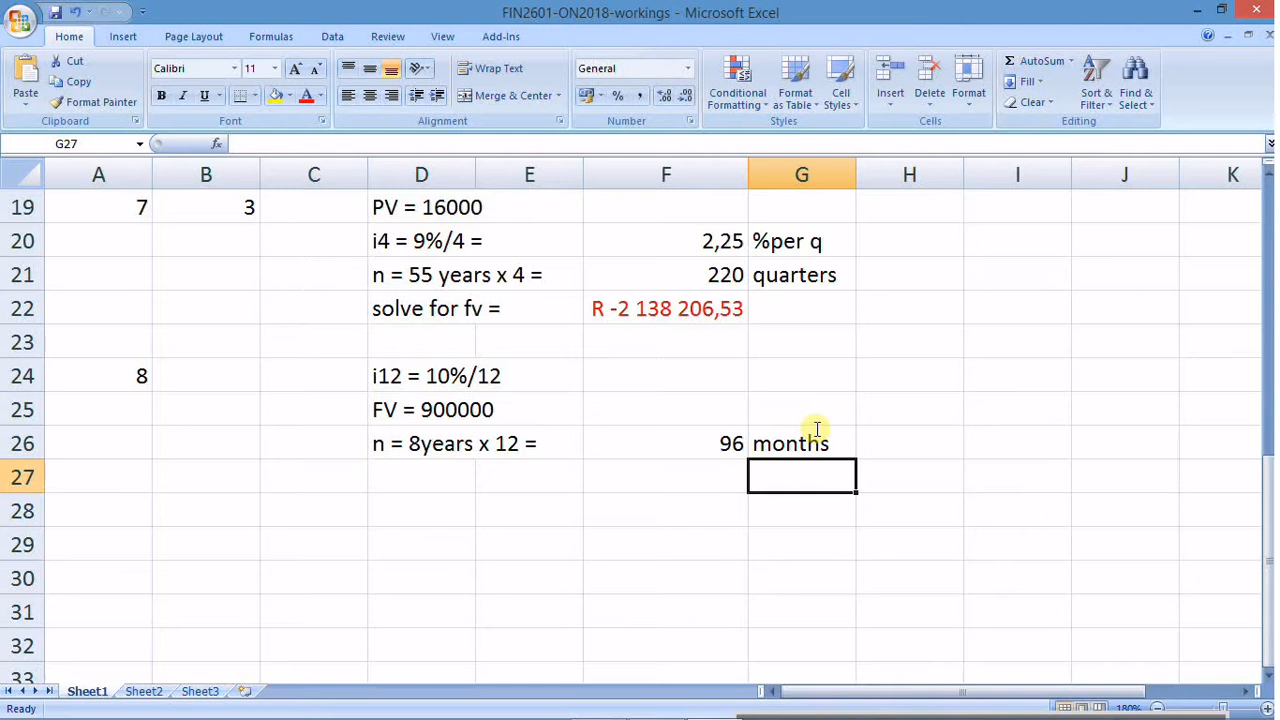 FIN2601-ON2018-workings - Microsoft Excel
Home Insert Page Layout Formulas Data Review View Add-Ins
Paste Cut Copy Format Painter Clipboard
Calibri 11 Font
Wrap Text Merge & Center Alignment
General Number
Conditional Formatting Format as Table Cell Styles Styles
Insert Delete Format Cells
AutoSum Fill Clear Sort & Filter Find & Select Editing
G27 fx
A B C D E F G H I J K
19 7 3 PV = 16000
20 i4 = 9%/4 = 2,25 %per q
21 n = 55 years x 4 = 220 quarters
22 solve for fv = R -2 138 206,53
23
24 8 i12 = 10%/12
25 FV = 900000
26 n = 8years x 12 = 96 months
27
28
29
30
31
32
33
Sheet1 Sheet2 Sheet3
Ready 180%